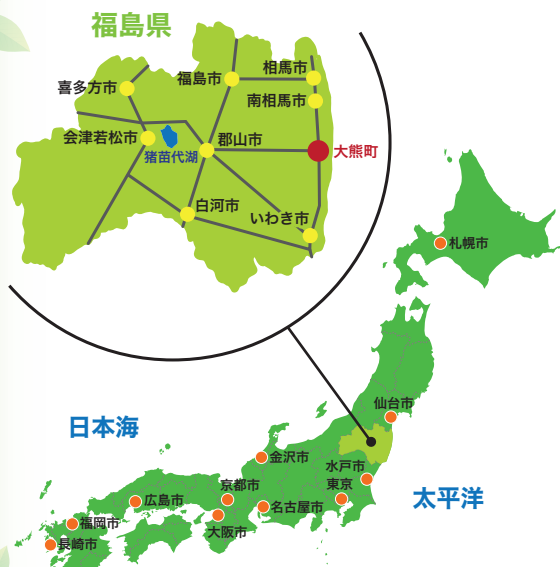 福島県
相馬市
福島市
喜多方市
南相馬市
会津若松市
郡山市
大熊町
猪苗代湖
白河市
いわき市
札幌市
仙台市
日本海
金沢市
水戸市
京都市
東京
太平洋
広島市
名古屋市
福岡市
大阪市
長崎市